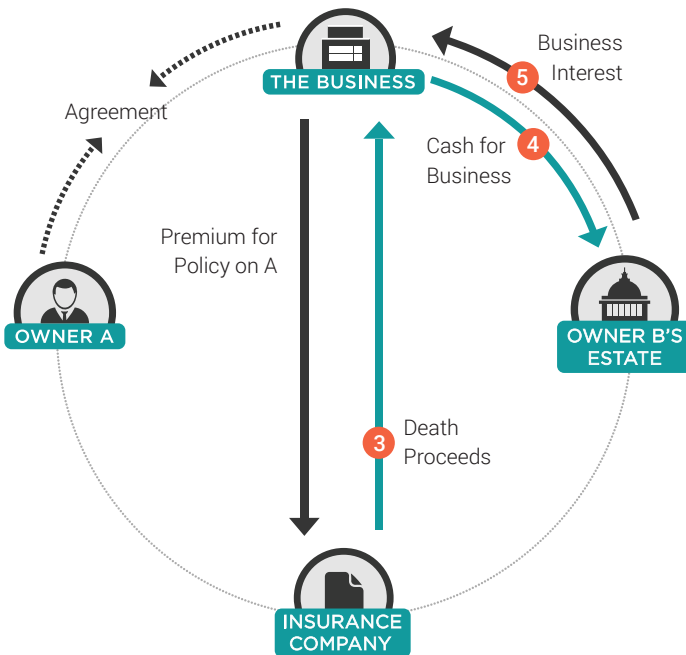 Business
Interest
5
THE BUSINESS
Agreement
4
Cash for
Business
Premium for
Policy on A
OWNER A
OWNER B'S
ESTATE
3
Death
Proceeds
INSURANCE
COMPANY